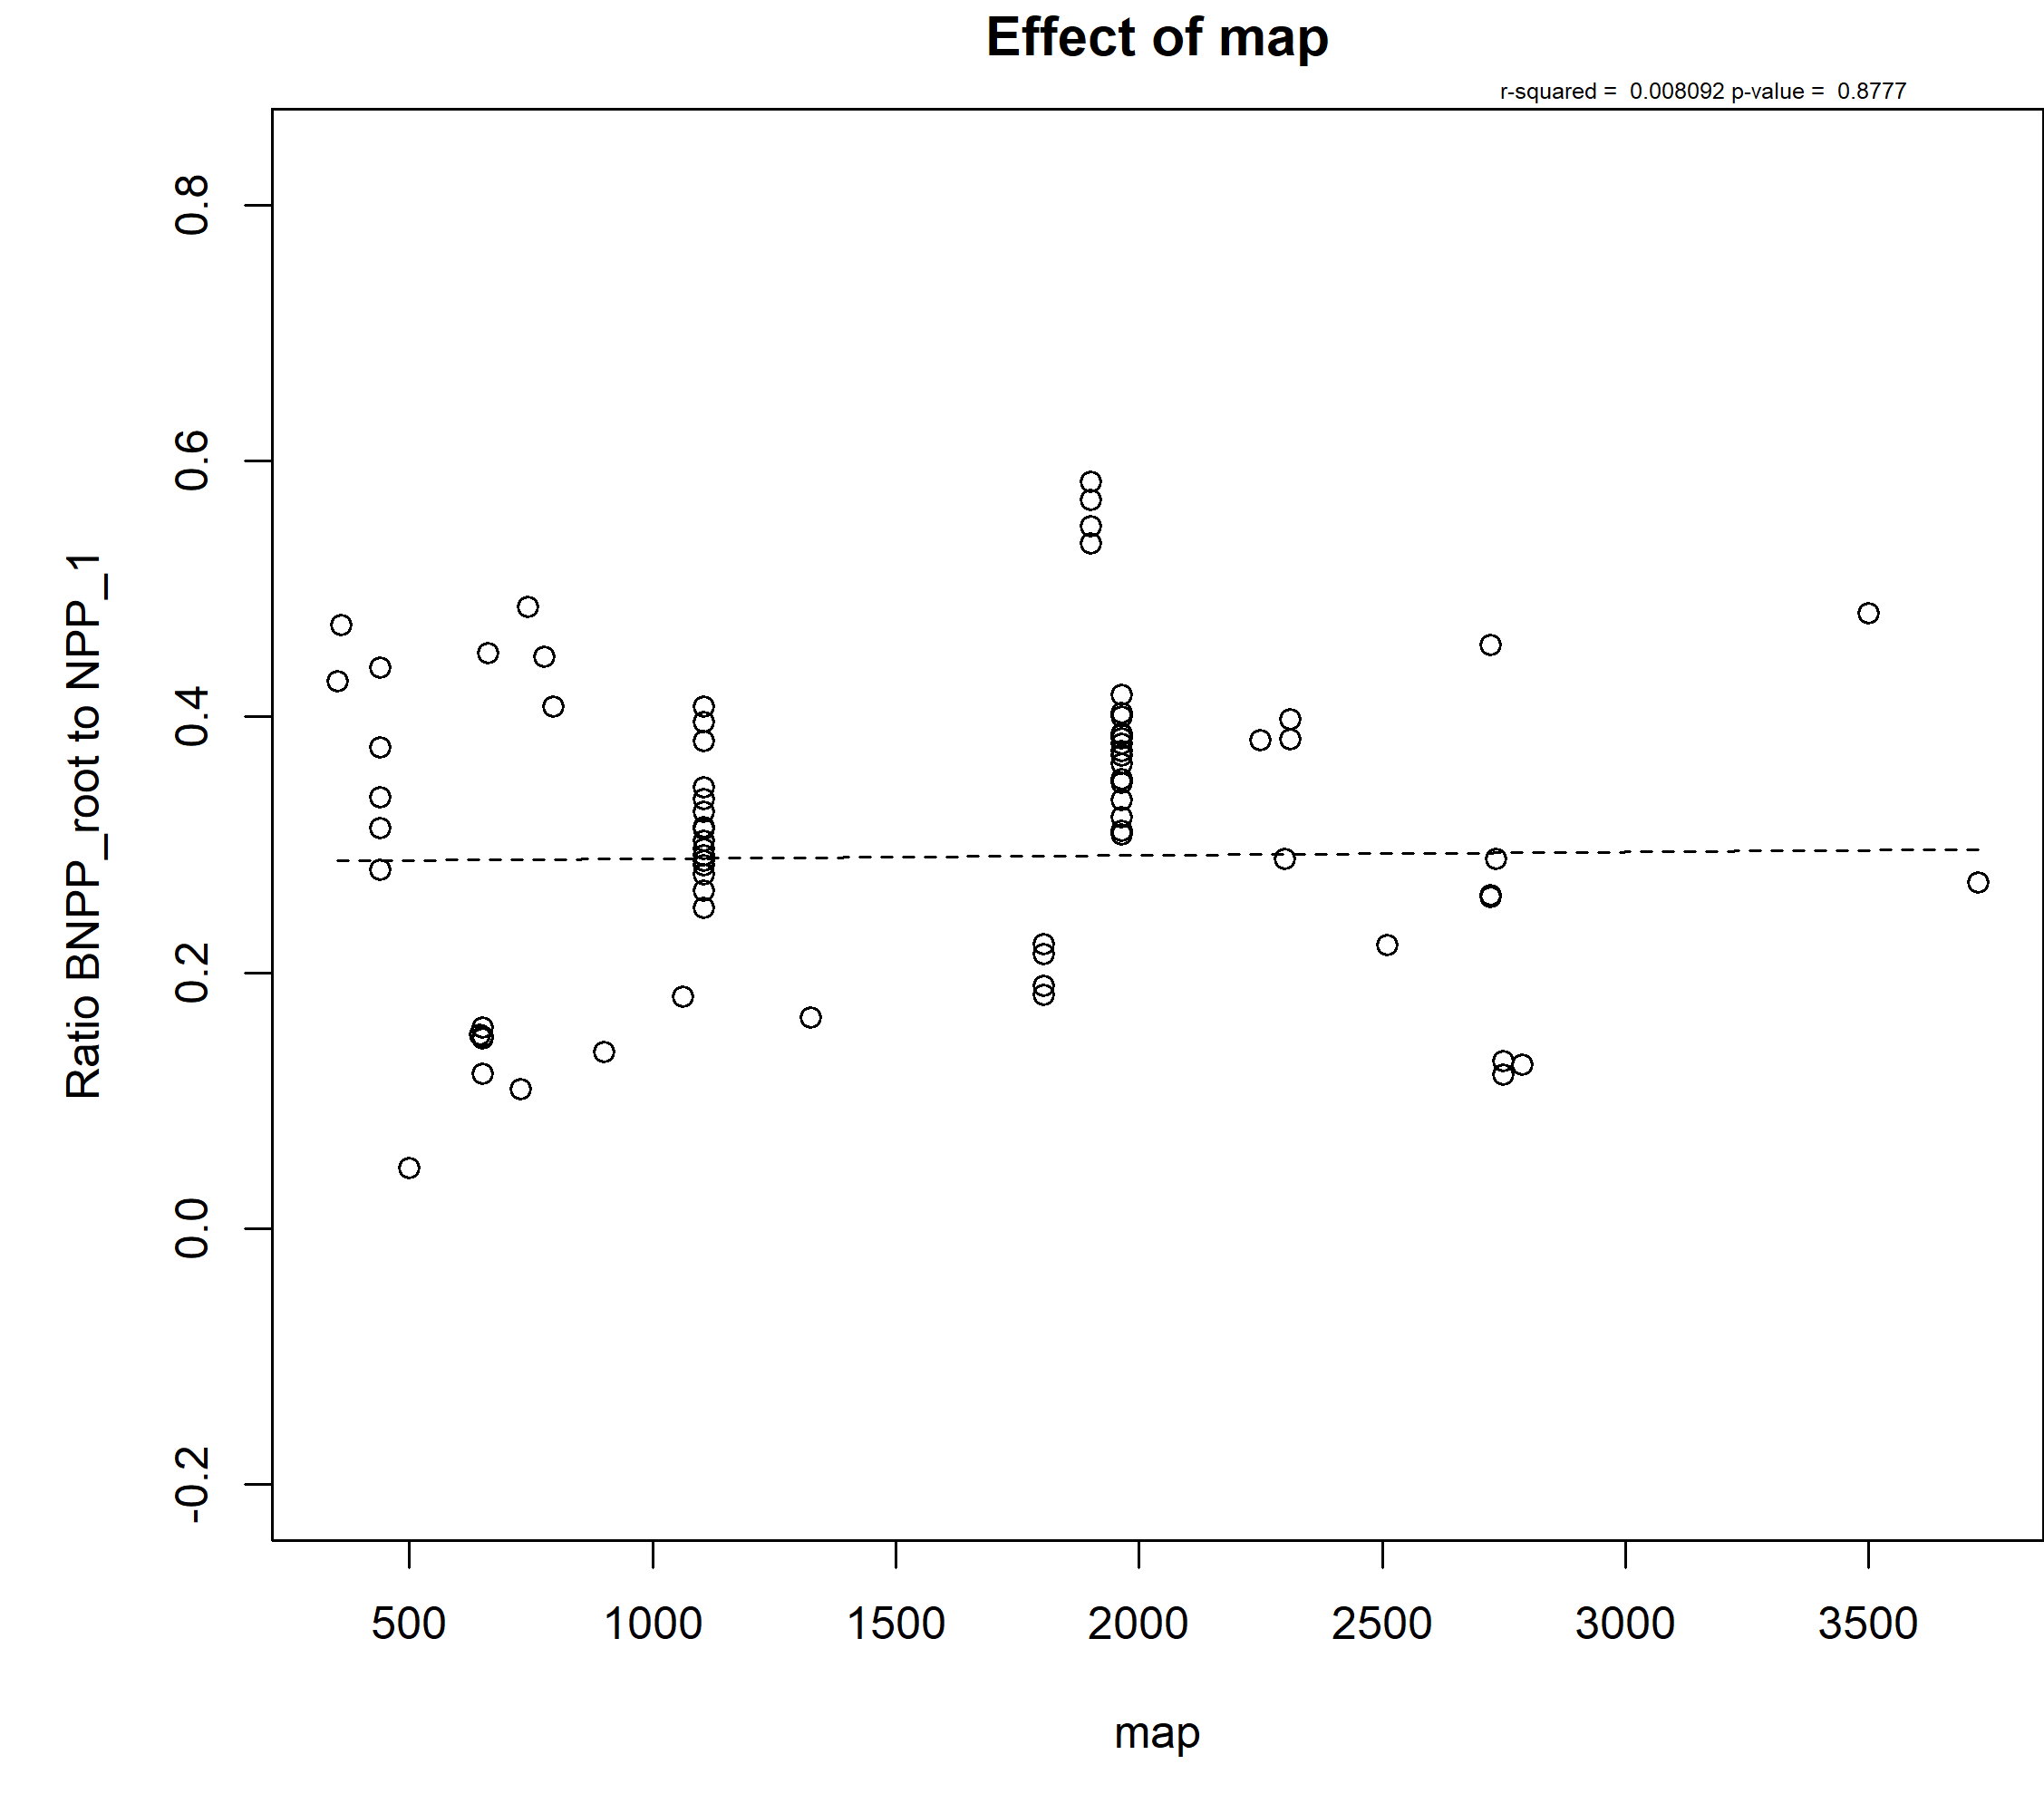 Effect of map
r-squared = 0.008092 p-value = 0.8777
Ratio BNPP_root to NPP_1
0.8
0.6
0.4
0.2
0.0
-0.2
500 1000 1500 2000 2500 3000 3500
map